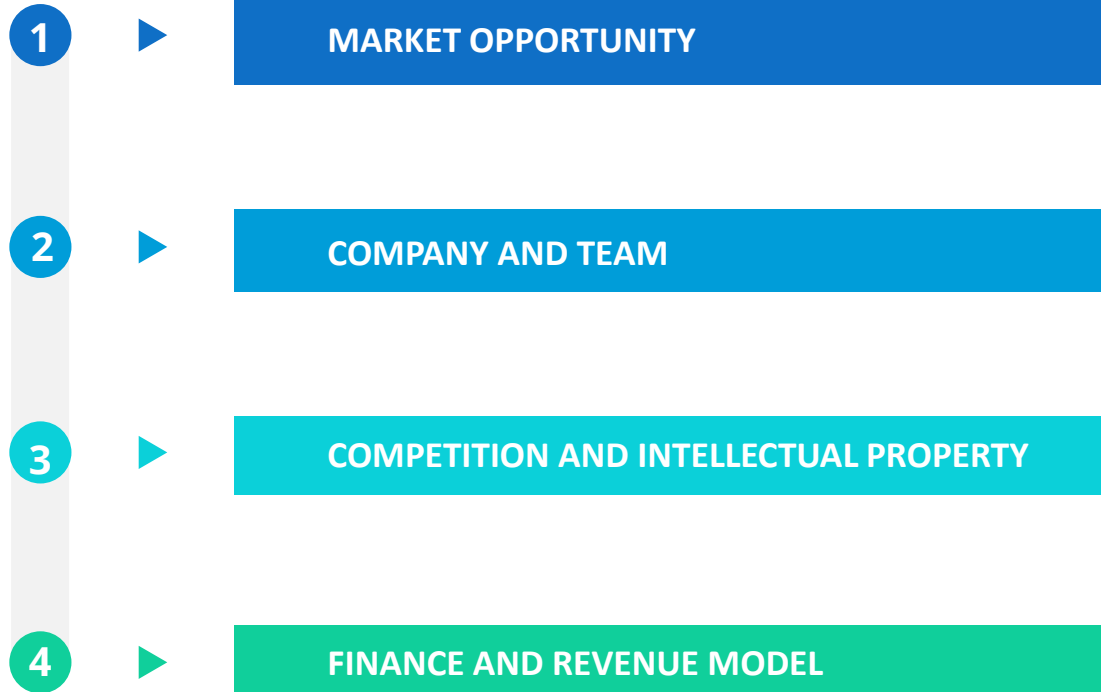 1 MARKET OPPORTUNITY
2 COMPANY AND TEAM
3 COMPETITION AND INTELLECTUAL PROPERTY
4 FINANCE AND REVENUE MODEL